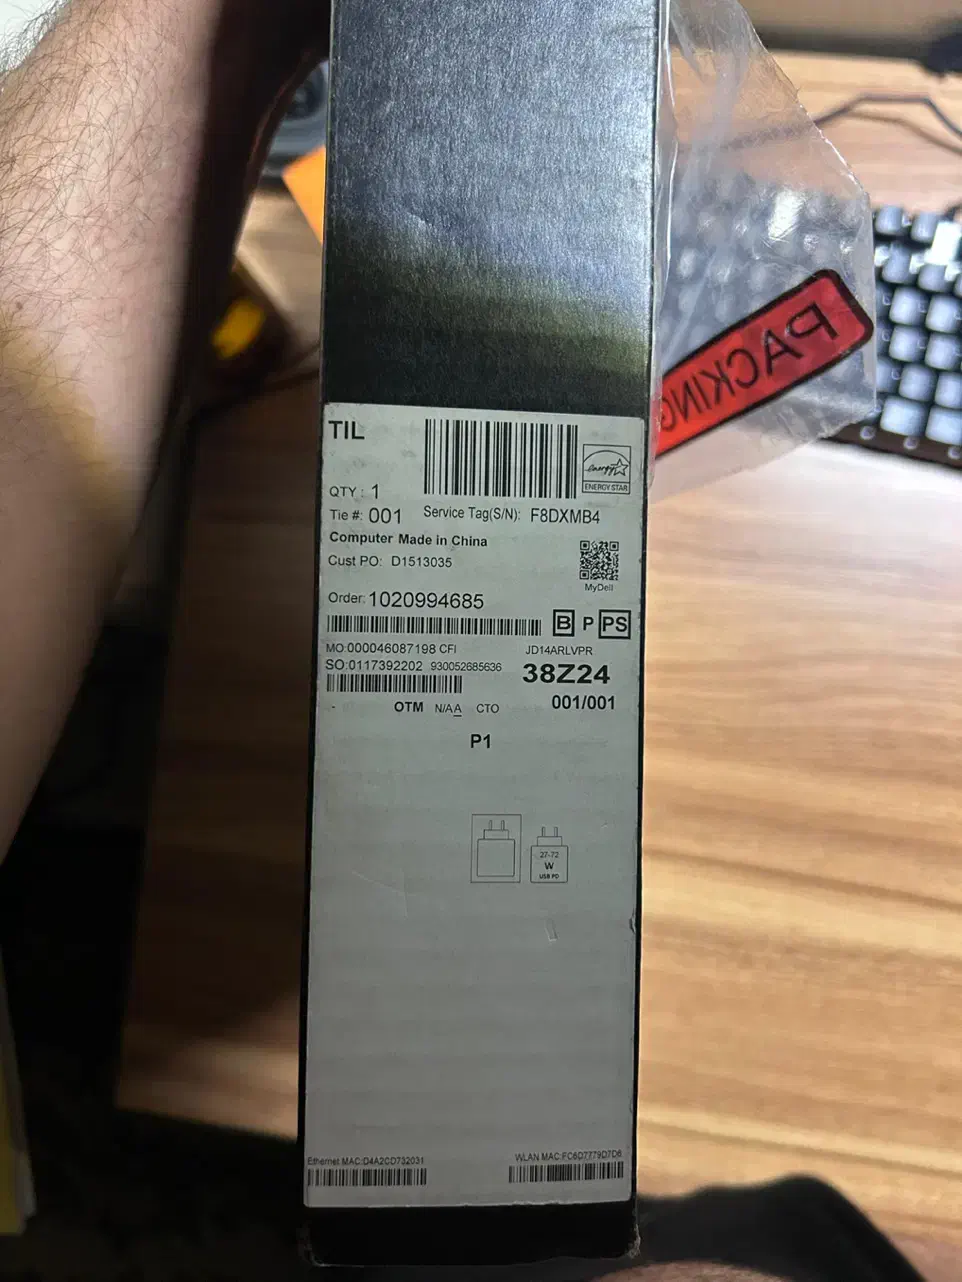 PACKING
TIL
energy
ENERGY STAR
QTY : 1
Tie #: 001
Service Tag(S/N): F8DXMB4
Computer Made in China
Cust PO: D1513035
MyDell
Order: 1020994685
B P PS
MO:000046087198 CFI
JD14ARLVPR
SO:0117392202 930052685636
38Z24
- OTM N/AA CTO
001/001
P1
27-72
W
USB PD
Ethernet MAC:D4A2CD732031
WLAN MAC:FC6D7779D7D6